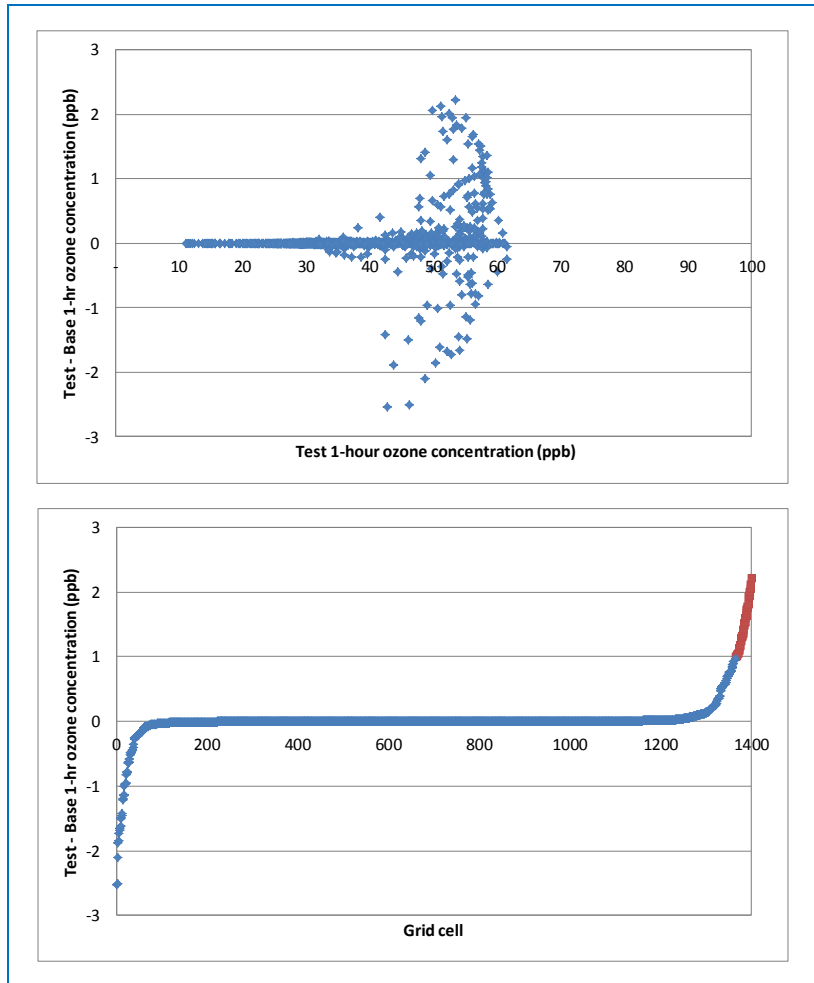 3
2
1
0
-1
-2
-3
- 10 20 30 40 50 60 70 80 90 100
Test - Base 1-hr ozone concentration (ppb)
Test 1-hour ozone concentration (ppb)
3
2
1
0
-1
-2
-3
0 200 400 600 800 1000 1200 1400
Test - Base 1-hr ozone concentration (ppb)
Grid cell